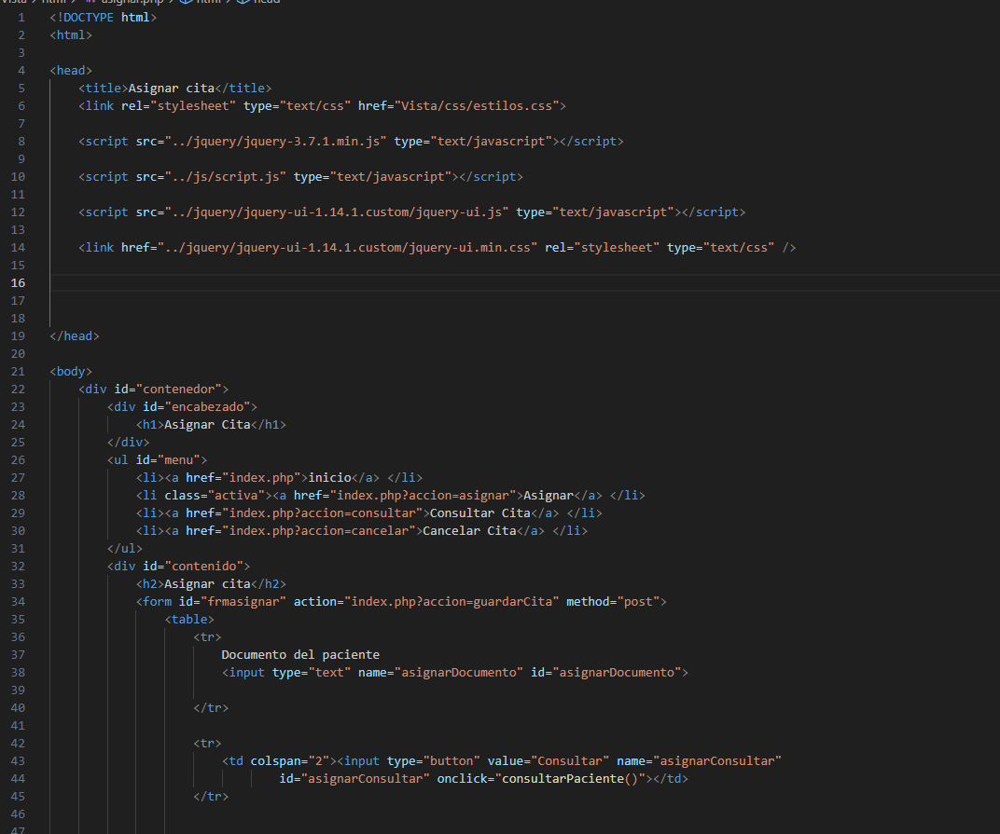 Vista > html > asignar.php > html > head
1 <!DOCTYPE html>
2 <html>
3
4 <head>
5 <title>Asignar cita</title>
6 <link rel="stylesheet" type="text/css" href="Vista/css/estilos.css">
7
8 <script src="../jquery/jquery-3.7.1.min.js" type="text/javascript"></script>
9
10 <script src="../js/script.js" type="text/javascript"></script>
11
12 <script src="../jquery/jquery-ui-1.14.1.custom/jquery-ui.js" type="text/javascript"></script>
13
14 <link href="../jquery/jquery-ui-1.14.1.custom/jquery-ui.min.css" rel="stylesheet" type="text/css" />
15
16
17
18
19 </head>
20
21 <body>
22 <div id="contenedor">
23 <div id="encabezado">
24 <h1>Asignar Cita</h1>
25 </div>
26 <ul id="menu">
27 <li><a href="index.php">inicio</a> </li>
28 <li class="activa"><a href="index.php?accion=asignar">Asignar</a> </li>
29 <li><a href="index.php?accion=consultar">Consultar Cita</a> </li>
30 <li><a href="index.php?accion=cancelar">Cancelar Cita</a> </li>
31 </ul>
32 <div id="contenido">
33 <h2>Asignar cita</h2>
34 <form id="frmasignar" action="index.php?accion=guardarCita" method="post">
35 <table>
36 <tr>
37 Documento del paciente
38 <input type="text" name="asignarDocumento" id="asignarDocumento">
39
40 </tr>
41
42 <tr>
43 <td colspan="2"><input type="button" value="Consultar" name="asignarConsultar"
44 id="asignarConsultar" onclick="consultarPaciente()"></td>
45 </tr>
46
47